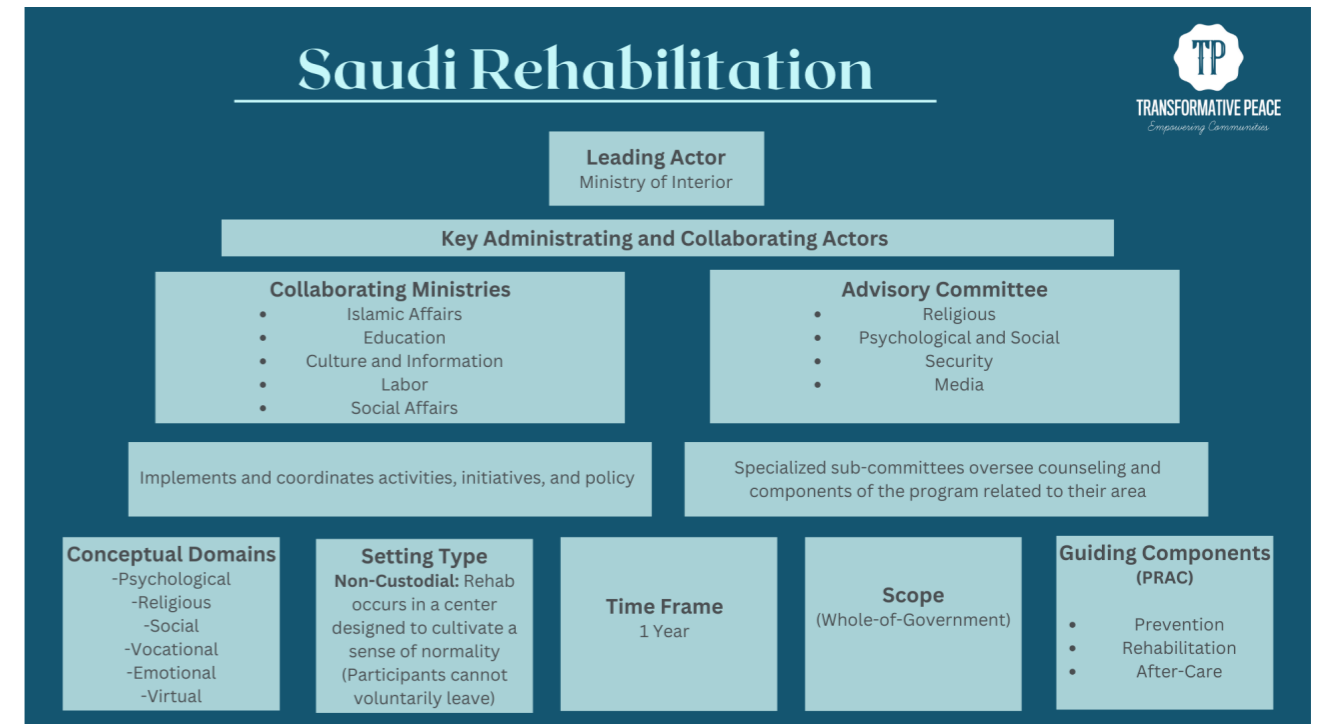 Saudi Rehabilitation
TP
TRANSFORMATIVE PEACE
Empowering Communities
Leading Actor
Ministry of Interior
Key Administrating and Collaborating Actors
Collaborating Ministries
• Islamic Affairs
• Education
• Culture and Information
• Labor
• Social Affairs
Advisory Committee
• Religious
• Psychological and Social
• Security
• Media
Implements and coordinates activities, initiatives, and policy
Specialized sub-committees oversee counseling and
components of the program related to their area
Conceptual Domains
-Psychological
-Religious
-Social
-Vocational
-Emotional
-Virtual
Setting Type
Non-Custodial: Rehab
occurs in a center
designed to cultivate a
sense of normality
(Participants cannot
voluntarily leave)
Time Frame
1 Year
Scope
(Whole-of-Government)
Guiding Components
(PRAC)
• Prevention
• Rehabilitation
• After-Care